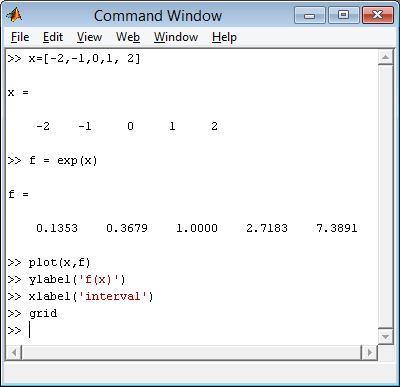 Command Window
File Edit View Web Window Help
>> x=[-2,-1,0,1, 2]
x =
-2 -1 0 1 2
>> f = exp(x)
f =
0.1353 0.3679 1.0000 2.7183 7.3891
>> plot(x,f)
>> ylabel('f(x)')
>> xlabel('interval')
>> grid
>>